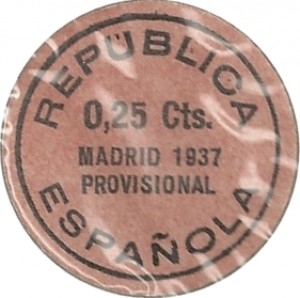 REPÚBLICA
0,25 Cts.
MADRID 1937
PROVISIONAL
ESPAÑOLA